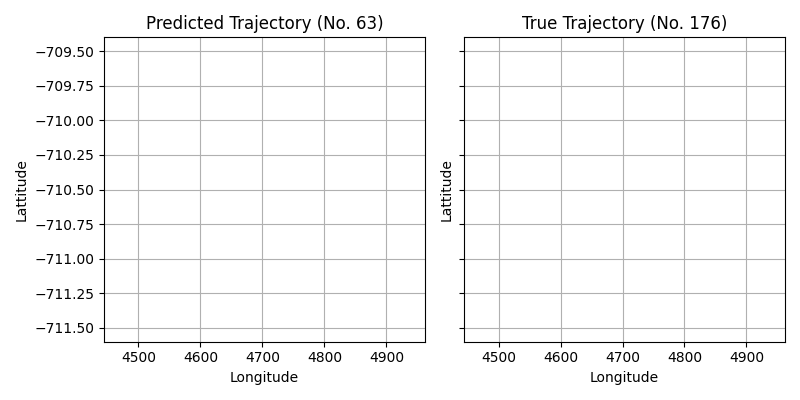 Predicted Trajectory (No. 63)
True Trajectory (No. 176)
Lattitude
−709.50
−709.75
−710.00
−710.25
−710.50
−710.75
−711.00
−711.25
−711.50
4500 4600 4700 4800 4900
Longitude
Lattitude
4500 4600 4700 4800 4900
Longitude